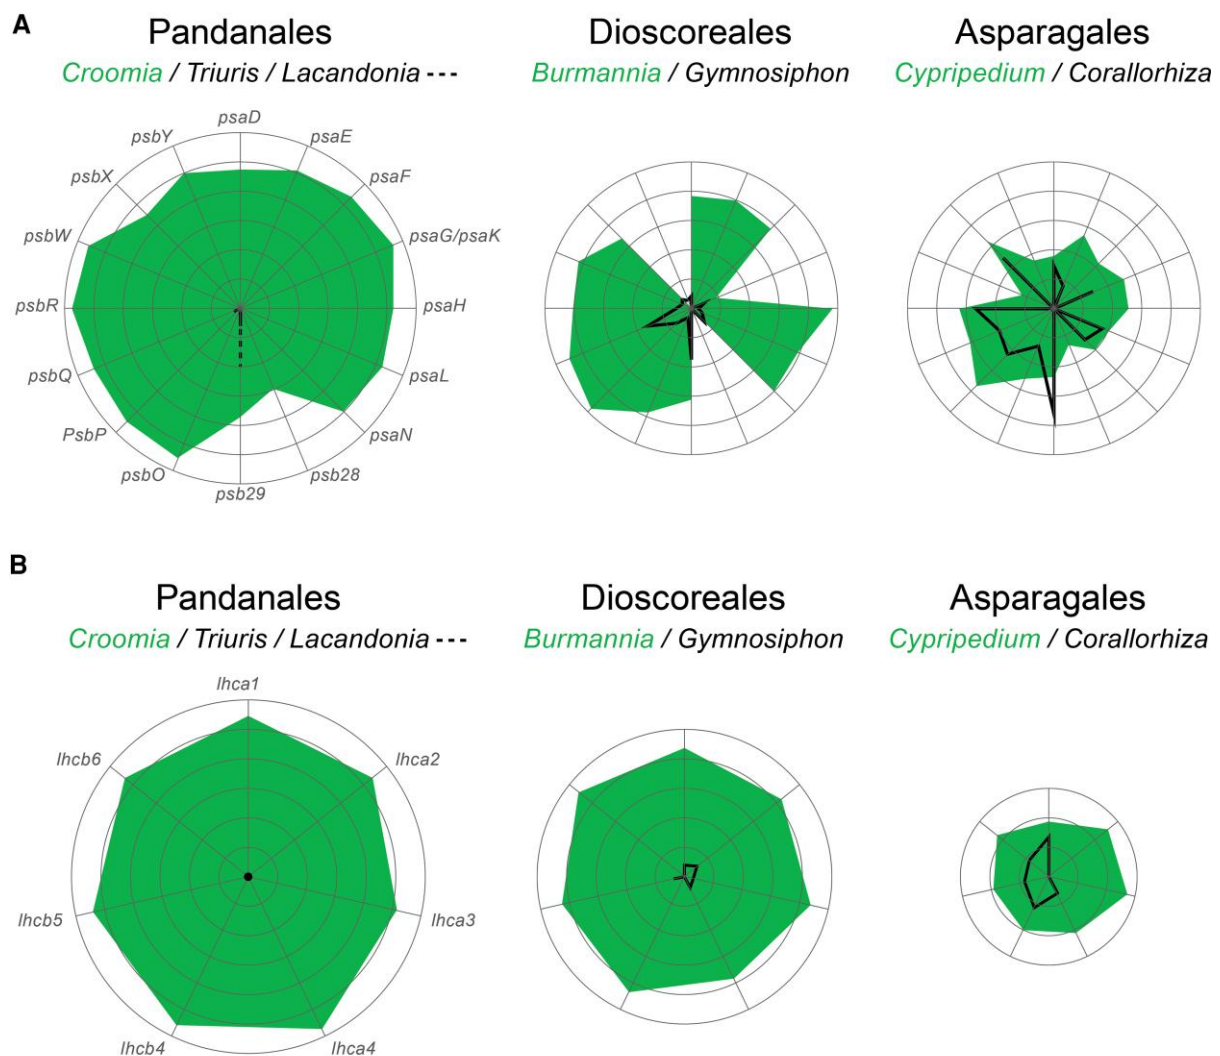 A
Pandanales
Croomia / Triuris / Lacandonia ---
Dioscoreales
Burmannia / Gymnosiphon
Asparagales
Cypripedium / Corallorhiza
psaD
psaE
psaF
psaG/psaK
psaH
psaL
psaN
psb28
psb29
psbO
PsbP
psbQ
psbR
psbW
psbX
psbY
B
Pandanales
Croomia / Triuris / Lacandonia ---
Dioscoreales
Burmannia / Gymnosiphon
Asparagales
Cypripedium / Corallorhiza
lhca1
lhca2
lhca3
lhca4
lhcb4
lhcb5
lhcb6